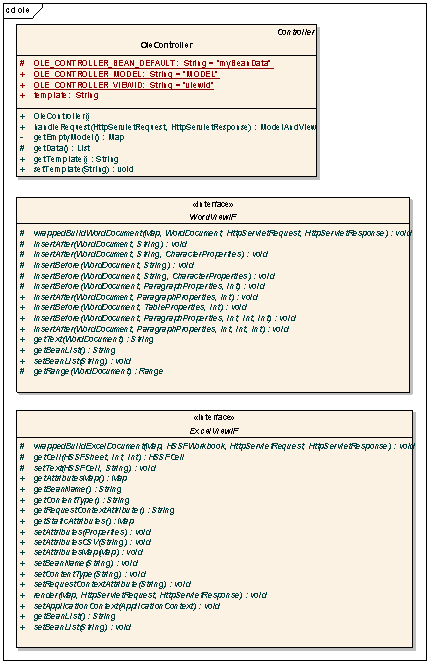 cd ole
Controller
OleController
# OLE_CONTROLLER_BEAN_DEFAULT: String = "myBeanData"
+ OLE_CONTROLLER_MODEL: String = "MODEL"
+ OLE_CONTROLLER_VIEWID: String = "viewid"
+ template: String
+ OleController()
+ handleRequest(HttpServletRequest, HttpServletResponse) : ModelAndView
- getEmptyModel() : Map
# getData() : List
+ getTemplate() : String
+ setTemplate(String) : void
«interface»
WordViewIF
# wrappedBuildWordDocument(Map, WordDocument, HttpServletRequest, HttpServletResponse) : void
# insertAfter(WordDocument, String) : void
# insertAfter(WordDocument, String, CharacterProperties) : void
# insertBefore(WordDocument, String) : void
# insertBefore(WordDocument, String, CharacterProperties) : void
# insertBefore(WordDocument, ParagraphProperties, int) : void
+ insertAfter(WordDocument, ParagraphProperties, int) : void
+ insertBefore(WordDocument, TableProperties, int) : void
+ insertBefore(WordDocument, ParagraphProperties, int, int, int) : void
+ insertAfter(WordDocument, ParagraphProperties, int, int, int) : void
+ getText(WordDocument) : String
+ getBeanList() : String
+ setBeanList(String) : void
# getRange(WordDocument) : Range
«interface»
ExcelViewIF
# wrappedBuildExcelDocument(Map, HSSFWorkbook, HttpServletRequest, HttpServletResponse) : void
# getCell(HSSFSheet, int, int) : HSSFCell
# setText(HSSFCell, String) : void
+ getAttributesMap() : Map
+ getBeanName() : String
+ getContentType() : String
+ getRequestContextAttribute() : String
+ getStaticAttributes() : Map
+ setAttributes(Properties) : void
+ setAttributesCSV(String) : void
+ setAttributesMap(Map) : void
+ setBeanName(String) : void
+ setContentType(String) : void
+ setRequestContextAttribute(String) : void
+ render(Map, HttpServletRequest, HttpServletResponse) : void
+ setApplicationContext(ApplicationContext) : void
+ getBeanList() : String
+ setBeanList(String) : void